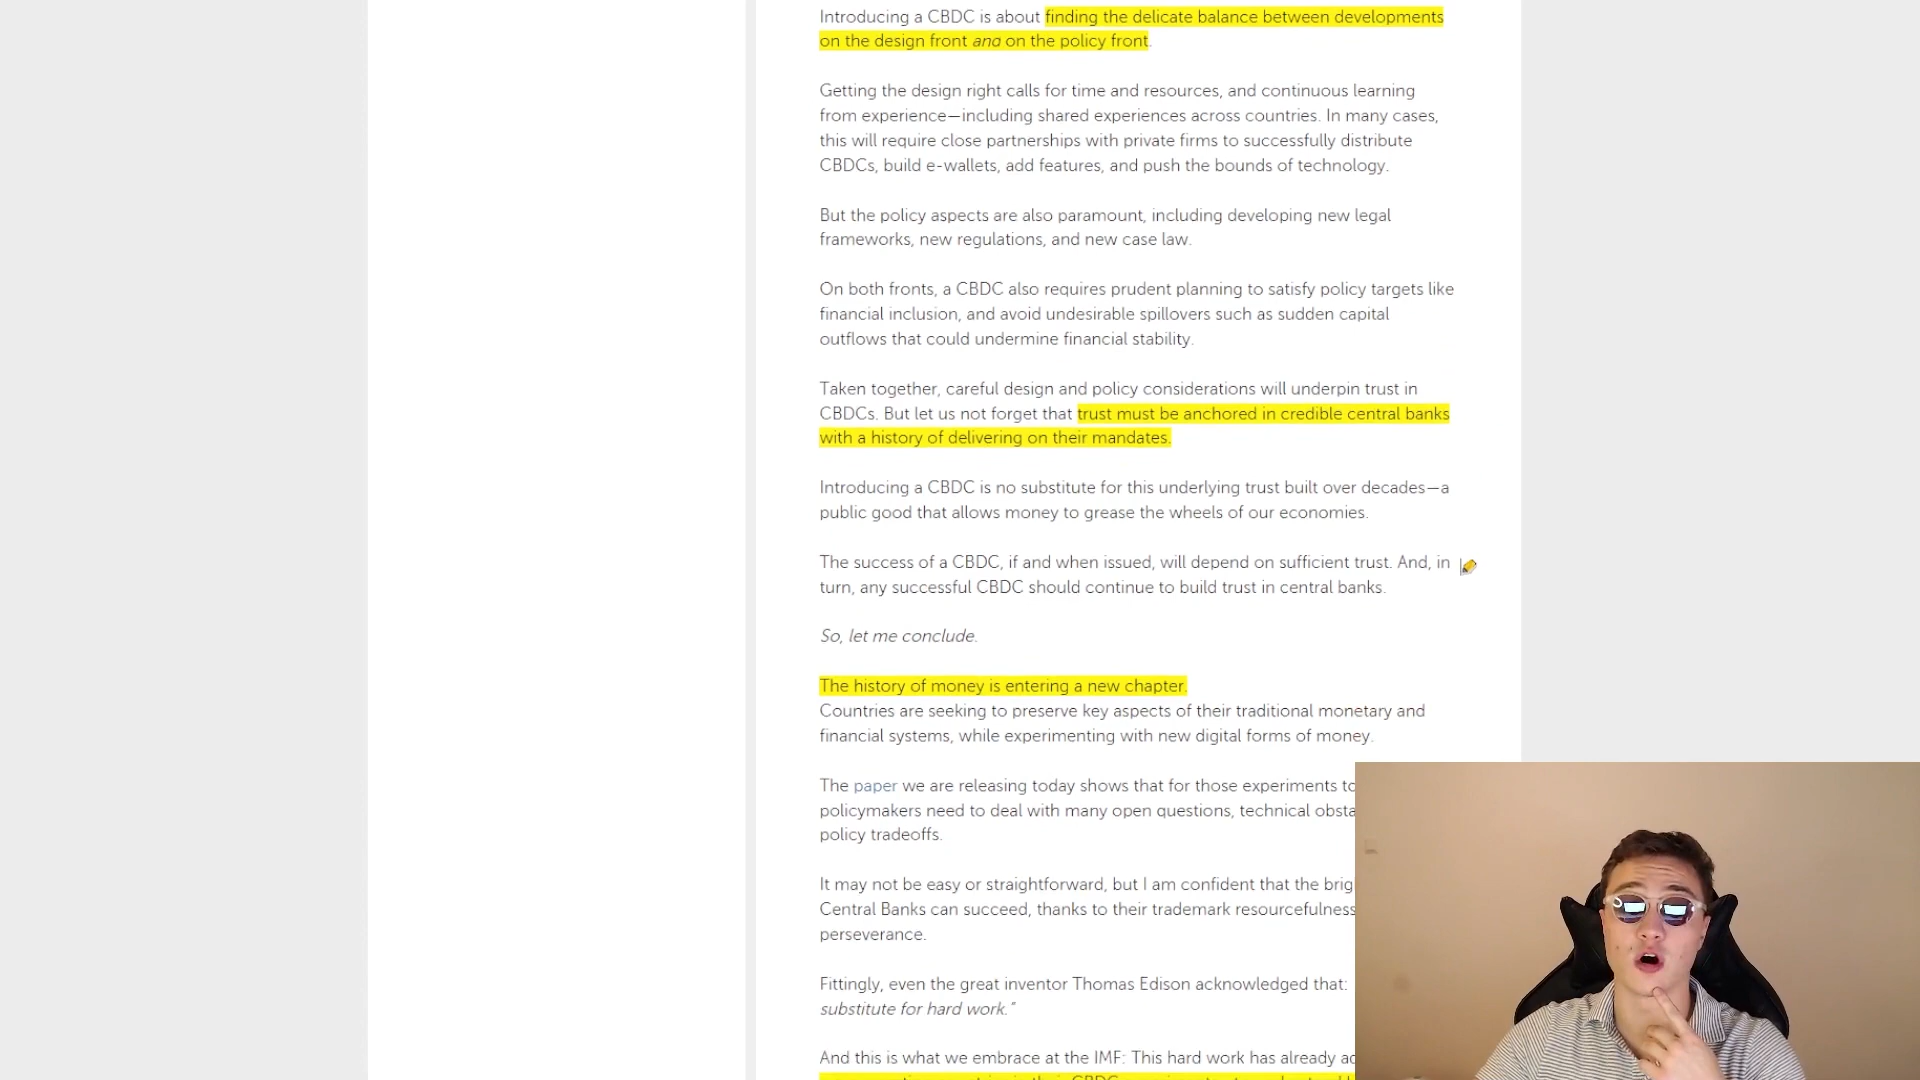 Introducing a CBDC is about finding the delicate balance between developments
on the design front and on the policy front.
Getting the design right calls for time and resources, and continuous learning
from experience—including shared experiences across countries. In many cases,
this will require close partnerships with private firms to successfully distribute
CBDCs, build e-wallets, add features, and push the bounds of technology.
But the policy aspects are also paramount, including developing new legal
frameworks, new regulations, and new case law.
On both fronts, a CBDC also requires prudent planning to satisfy policy targets like
financial inclusion, and avoid undesirable spillovers such as sudden capital
outflows that could undermine financial stability.
Taken together, careful design and policy considerations will underpin trust in
CBDCs. But let us not forget that trust must be anchored in credible central banks
with a history of delivering on their mandates.
Introducing a CBDC is no substitute for this underlying trust built over decades—a
public good that allows money to grease the wheels of our economies.
The success of a CBDC, if and when issued, will depend on sufficient trust. And, in
turn, any successful CBDC should continue to build trust in central banks.
So, let me conclude.
The history of money is entering a new chapter.
Countries are seeking to preserve key aspects of their traditional monetary and
financial systems, while experimenting with new digital forms of money.
The paper we are releasing today shows that for those experiments to
policymakers need to deal with many open questions, technical obsta
policy tradeoffs.
It may not be easy or straightforward, but I am confident that the brig
Central Banks can succeed, thanks to their trademark resourcefulness
perseverance.
Fittingly, even the great inventor Thomas Edison acknowledged that:
substitute for hard work."
And this is what we embrace at the IMF: This hard work has already ac